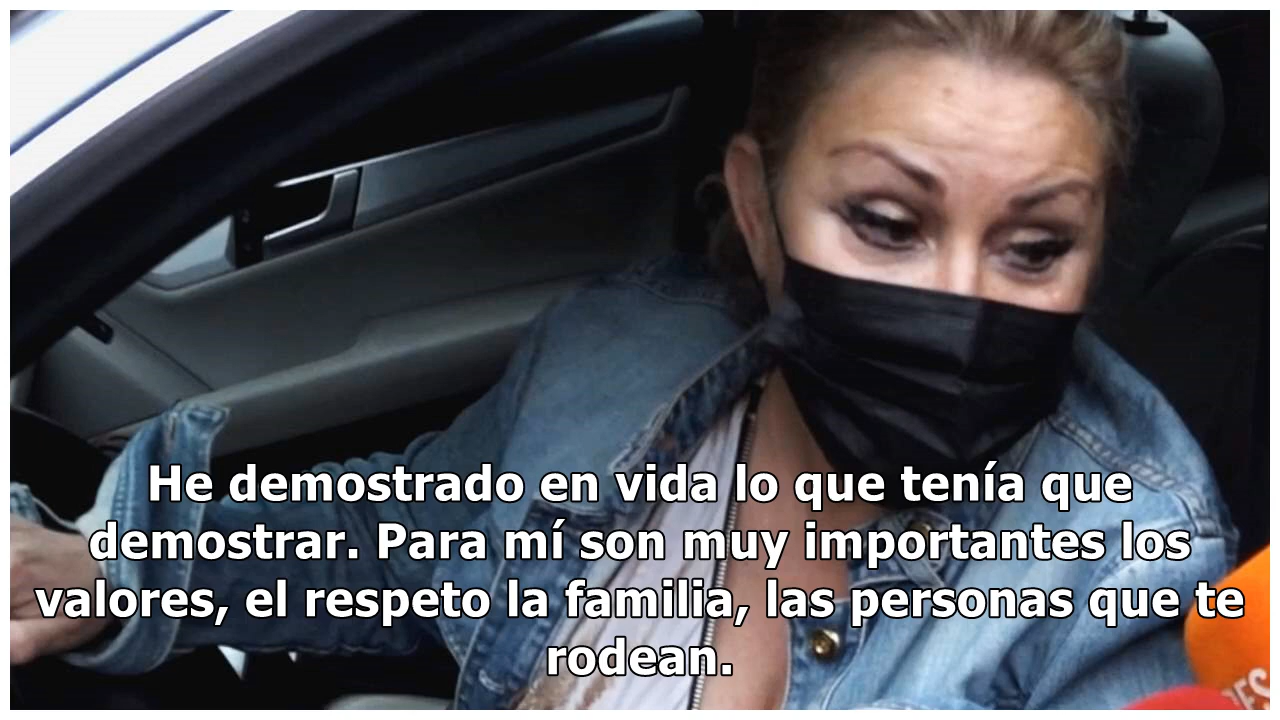 He demostrado en vida lo que tenía que
demostrar. Para mí son muy importantes los
valores, el respeto la familia, las personas que te
rodean.